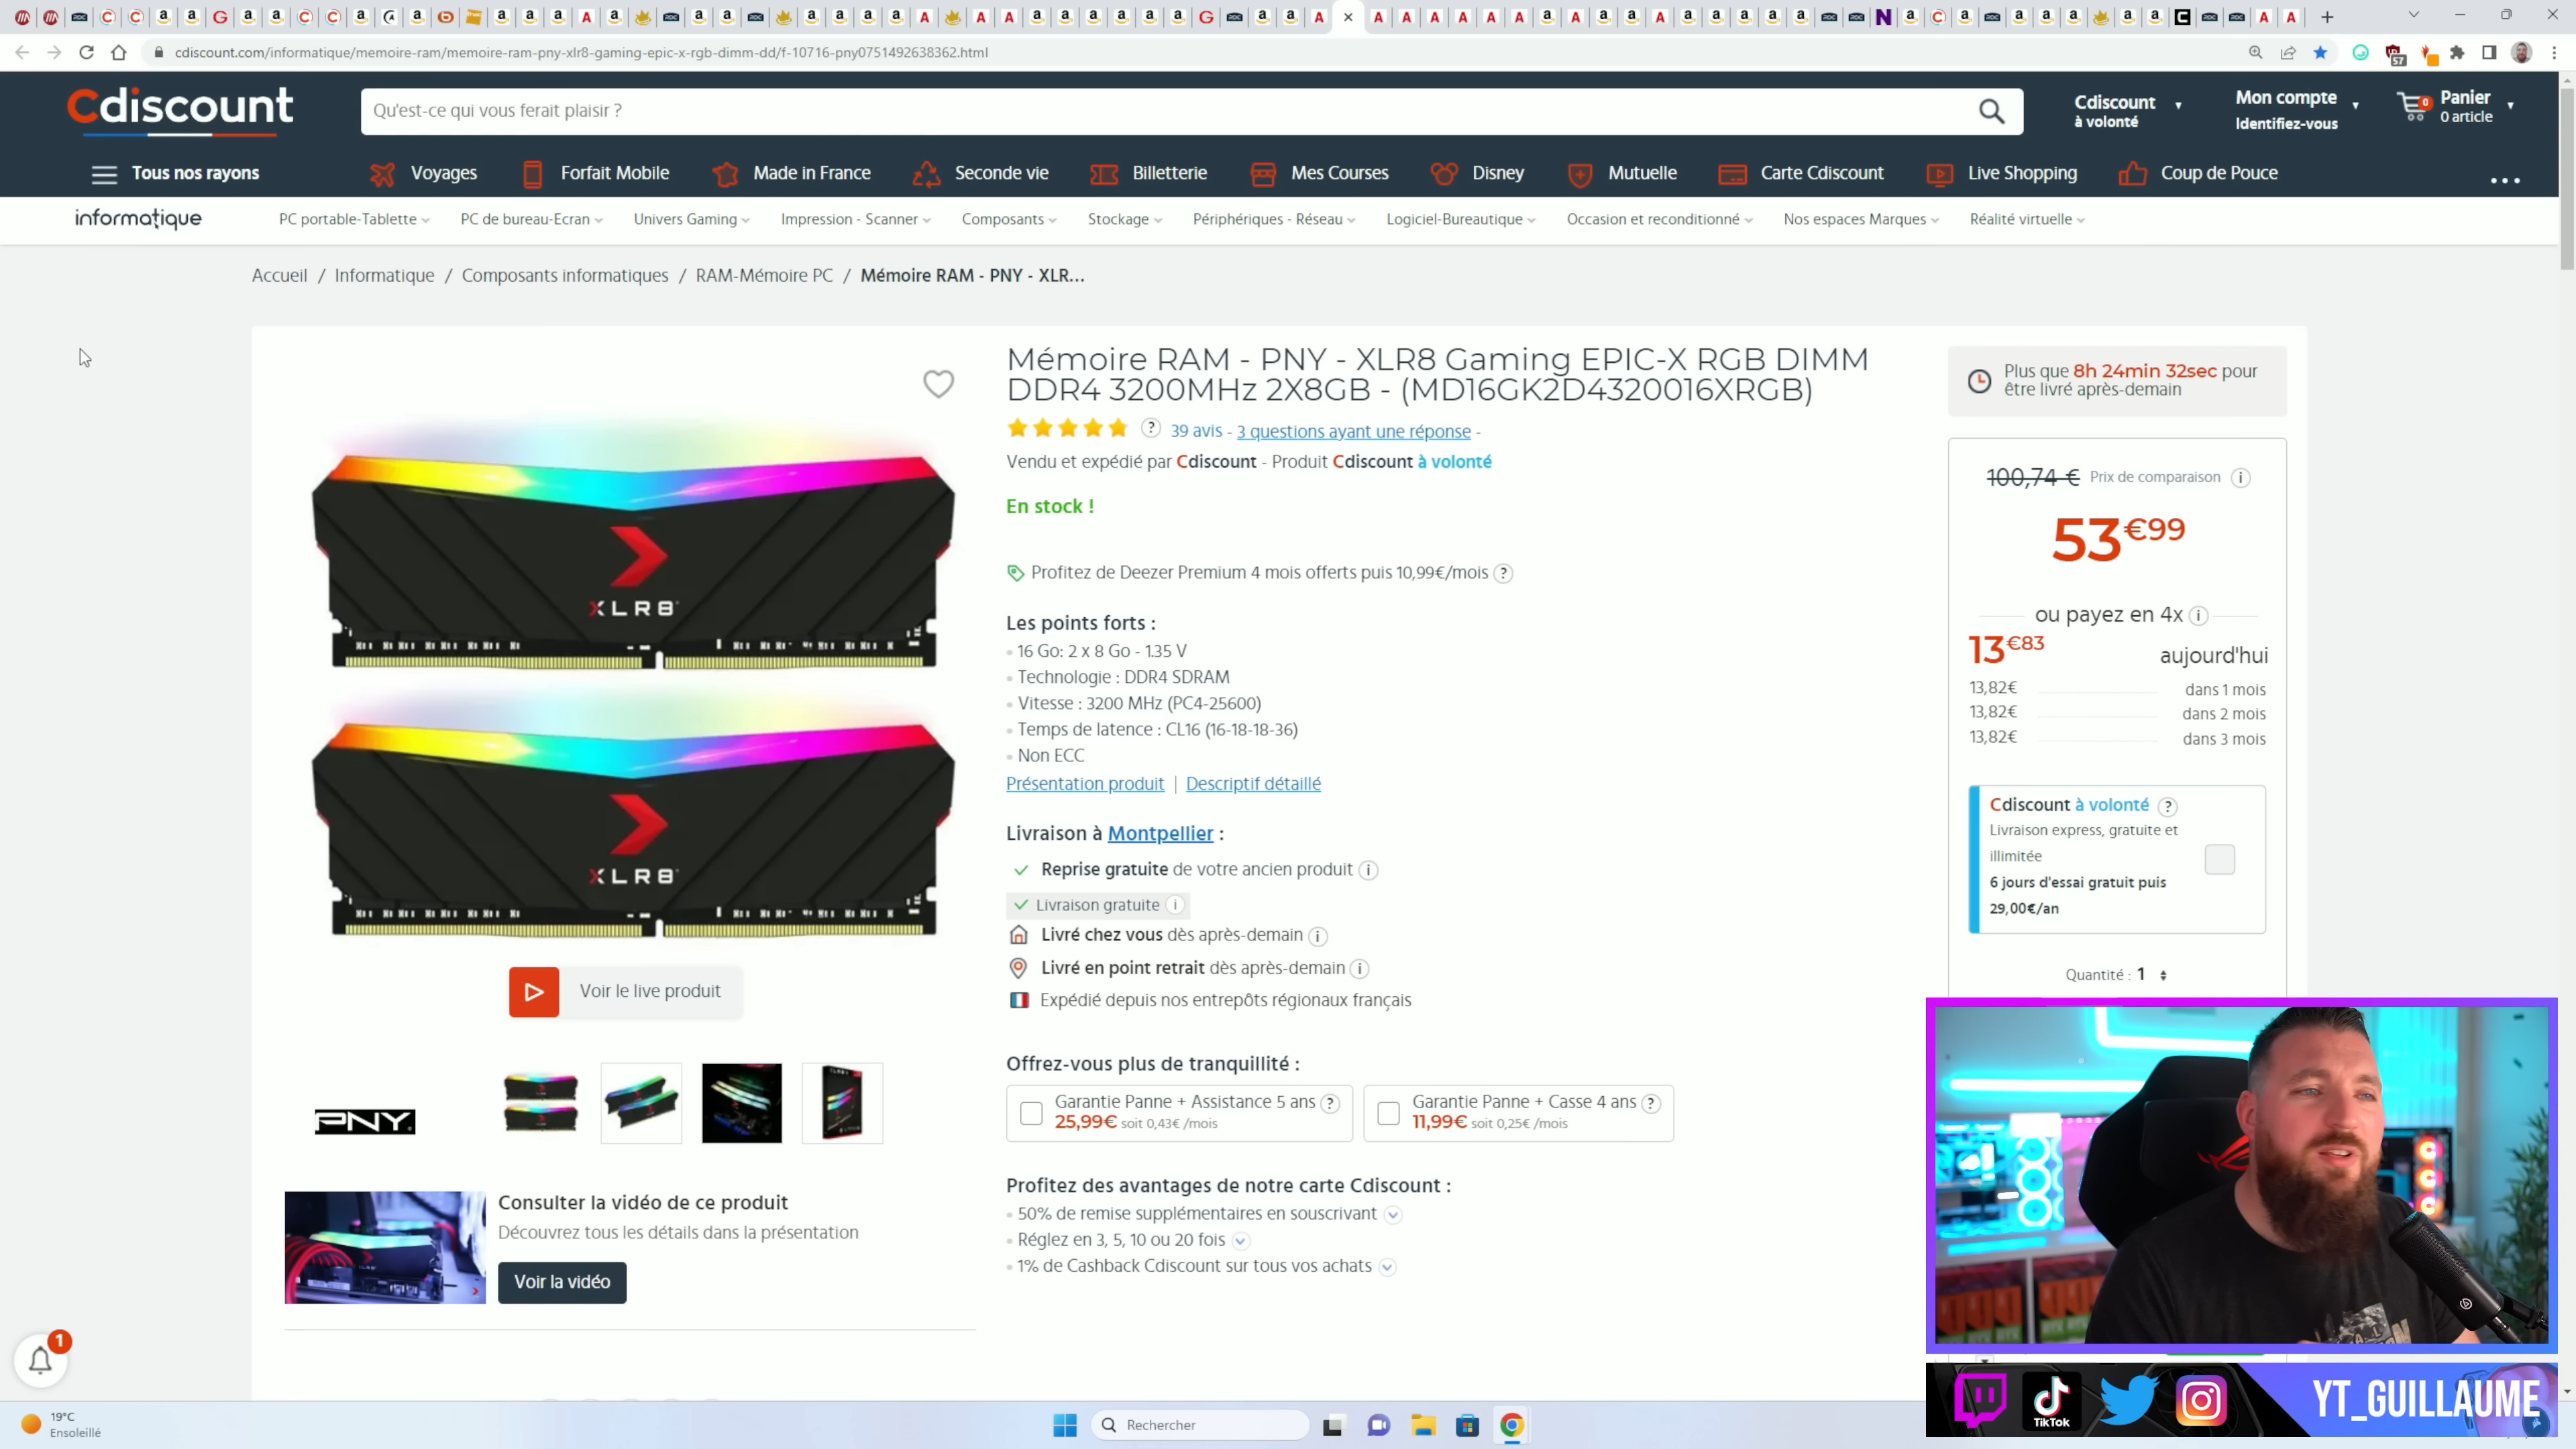 cdiscount.com/informatique/memoire-ram/memoire-ram-pny-xlr8-gaming-epic-x-rgb-dimm-dd/f-10716-pny0751492638362.html
57
Cdiscount
Qu'est-ce qui vous ferait plaisir ?
Cdiscount
à volonté
Mon compte
Identifiez-vous
0
Panier
0 article
Tous nos rayons
Voyages
Forfait Mobile
Made in France
Seconde vie
Billetterie
Mes Courses
Disney
Mutuelle
Carte Cdiscount
Live Shopping
Coup de Pouce
informatique
PC portable-Tablette
PC de bureau-Ecran
Univers Gaming
Impression - Scanner
Composants
Stockage
Périphériques - Réseau
Logiciel-Bureautique
Occasion et reconditionné
Nos espaces Marques
Réalité virtuelle
Accueil / Informatique / Composants informatiques / RAM-Mémoire PC / Mémoire RAM - PNY - XLR...
Mémoire RAM - PNY - XLR8 Gaming EPIC-X RGB DIMM
DDR4 3200MHz 2X8GB - (MD16GK2D4320016XRGB)
39 avis - 3 questions ayant une réponse -
Vendu et expédié par Cdiscount - Produit Cdiscount à volonté
En stock !
Profitez de Deezer Premium 4 mois offerts puis 10,99€/mois
Les points forts :
16 Go: 2 x 8 Go - 1.35 V
Technologie : DDR4 SDRAM
Vitesse : 3200 MHz (PC4-25600)
Temps de latence : CL16 (16-18-18-36)
Non ECC
Présentation produit | Descriptif détaillé
Livraison à Montpellier :
Reprise gratuite de votre ancien produit
Livraison gratuite
Livré chez vous dès après-demain
Livré en point retrait dès après-demain
Expédié depuis nos entrepôts régionaux français
Offrez-vous plus de tranquillité :
Garantie Panne + Assistance 5 ans
25,99€ soit 0,43€ /mois
Garantie Panne + Casse 4 ans
11,99€ soit 0,25€ /mois
Profitez des avantages de notre carte Cdiscount :
50% de remise supplémentaires en souscrivant
Réglez en 3, 5, 10 ou 20 fois
1% de Cashback Cdiscount sur tous vos achats
XLR8
XLR8
Voir le live produit
PNY
Consulter la vidéo de ce produit
Découvrez tous les détails dans la présentation
Voir la vidéo
Plus que 8h 24min 32sec pour
être livré après-demain
100,74 € Prix de comparaison
53€99
ou payez en 4x
13€83 aujourd'hui
13,82€ dans 1 mois
13,82€ dans 2 mois
13,82€ dans 3 mois
Cdiscount à volonté
Livraison express, gratuite et
illimitée
6 jours d'essai gratuit puis
29,00€/an
Quantité : 1
1
19°C
Ensoleillé
Rechercher
TikTok
YT_GUILLAUME